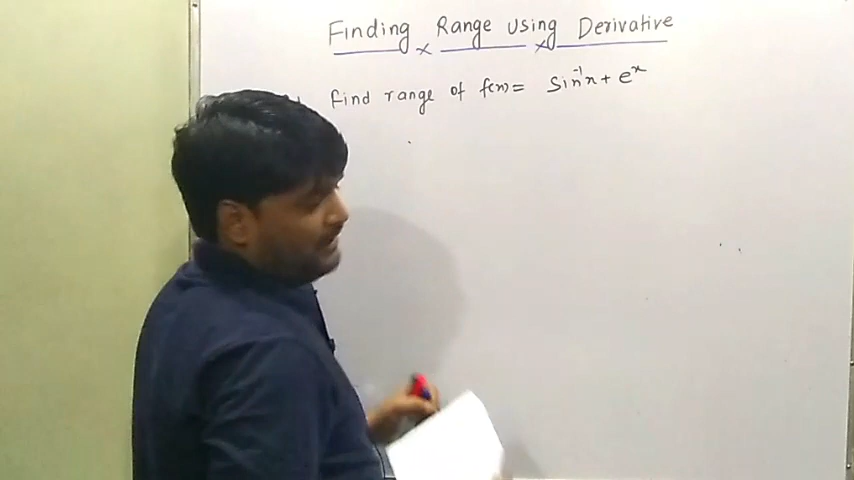 Finding Range Using Derivative
find range of f(x) = Sin⁻¹x + eˣ